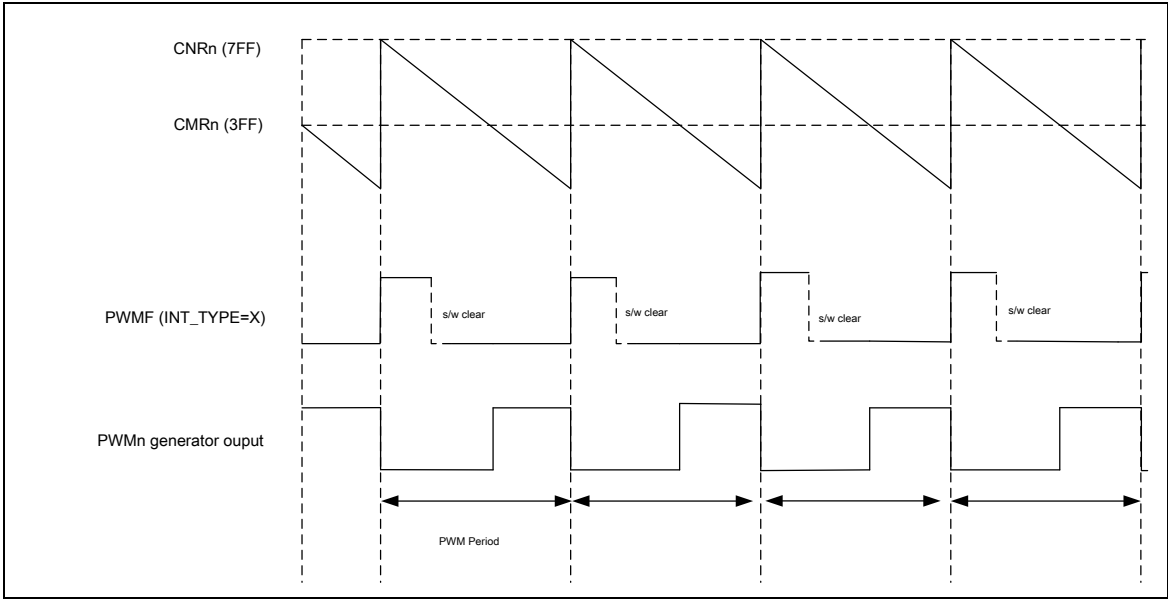 CNRn (7FF)
CMRn (3FF)
PWMF (INT_TYPE=X)
s/w clear
s/w clear
s/w clear
s/w clear
PWMn generator ouput
PWM Period